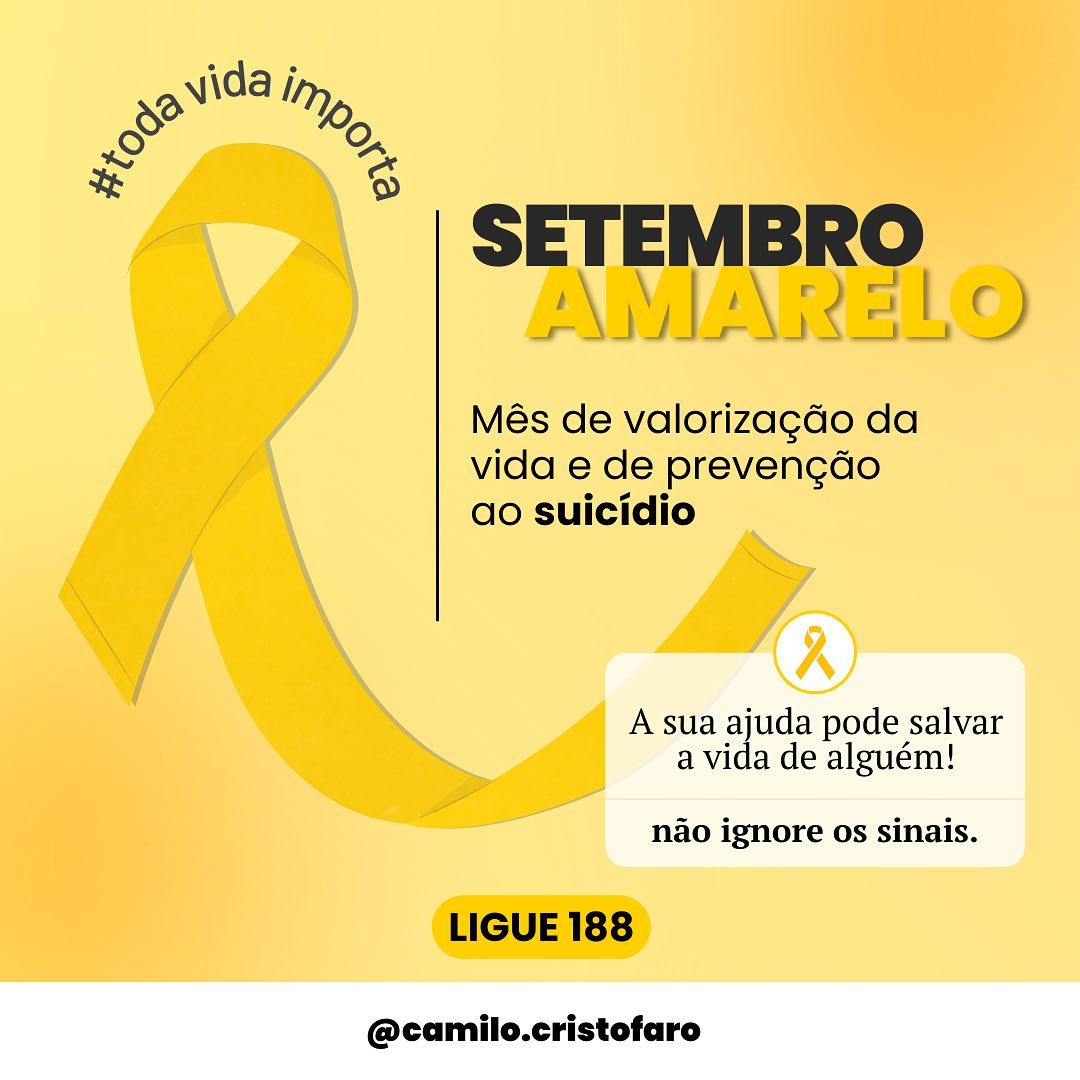 #toda vida importa
SETEMBRO
AMARELO
Mês de valorização da
vida e de prevenção
ao suicídio
A sua ajuda pode salvar
a vida de alguém!
não ignore os sinais.
LIGUE 188
@camilo.cristofaro